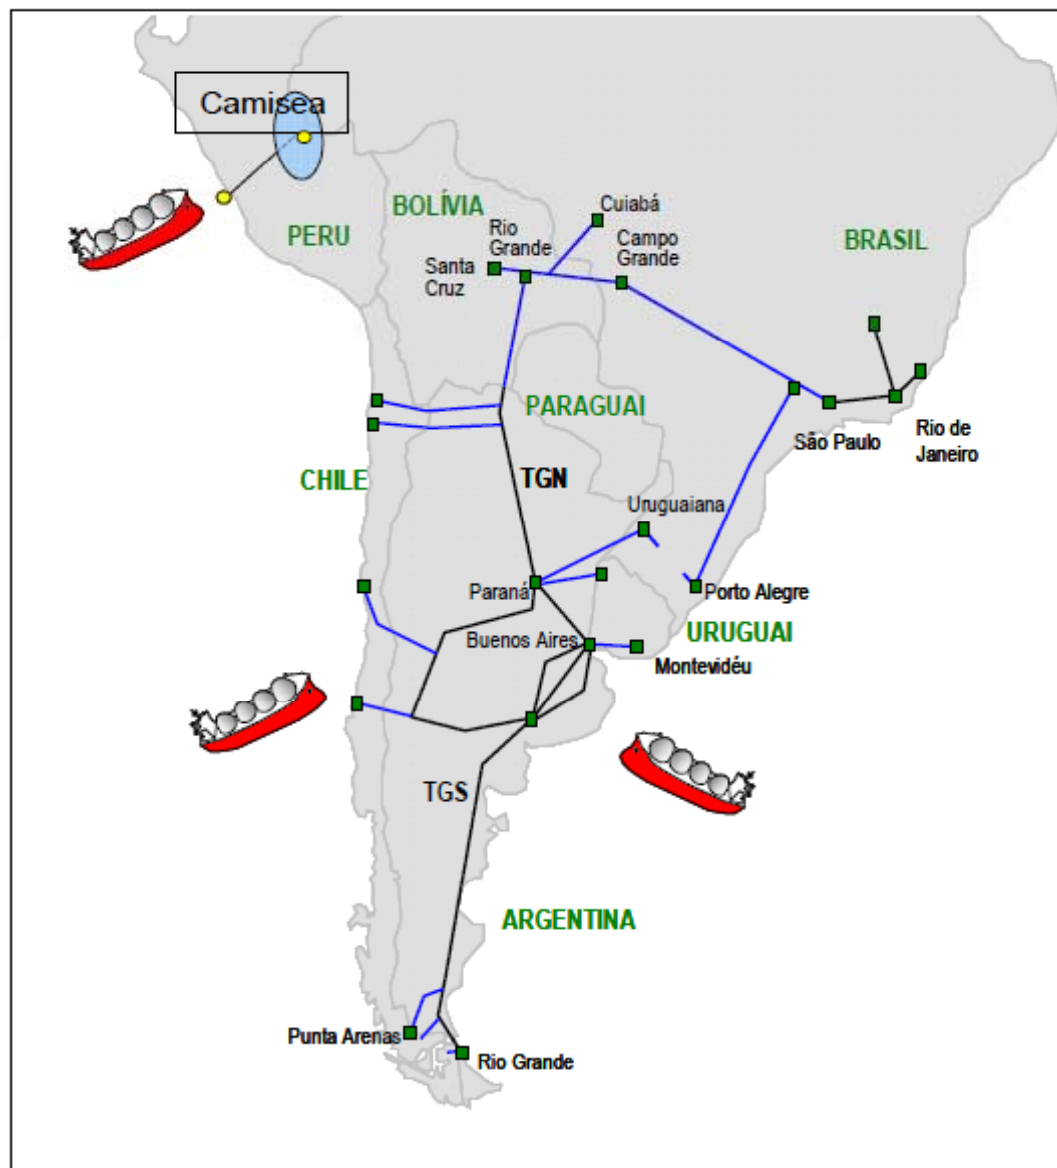 Camisea
BOLÍVIA
Cuiabá
PERU
Rio
Grande
Campo
Grande
BRASIL
Santa
Cruz
PARAGUAI
São Paulo
Rio de
Janeiro
CHILE
TGN
Uruguaiana
Paraná
Porto Alegre
Buenos Aires
URUGUAI
Montevidéu
TGS
ARGENTINA
Punta Arenas
Rio Grande